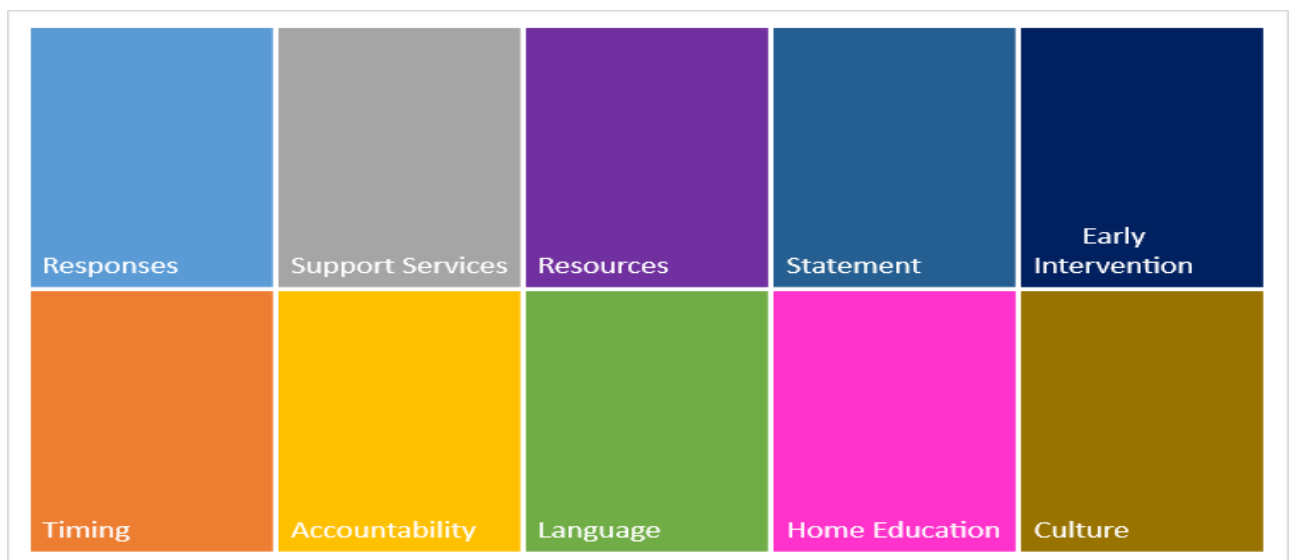 Responses
Support Services
Resources
Statement
Early
Intervention
Timing
Accountability
Language
Home Education
Culture